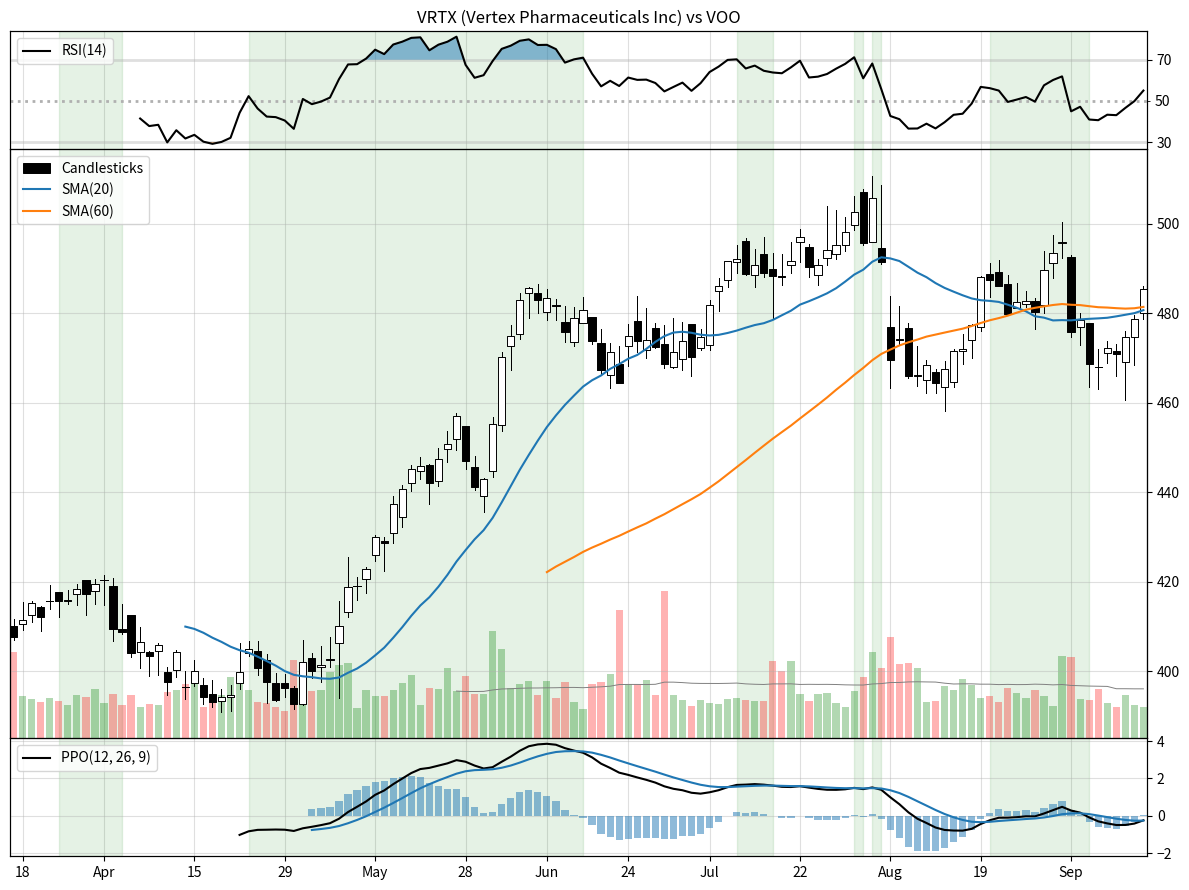 VRTX (Vertex Pharmaceuticals Inc) vs VOO
RSI(14)
70
50
30
Candlesticks
SMA(20)
SMA(60)
500
480
460
440
420
400
PPO(12, 26, 9)
4
2
0
−2
18 Apr 15 29 May 28 Jun 24 Jul 22 Aug 19 Sep